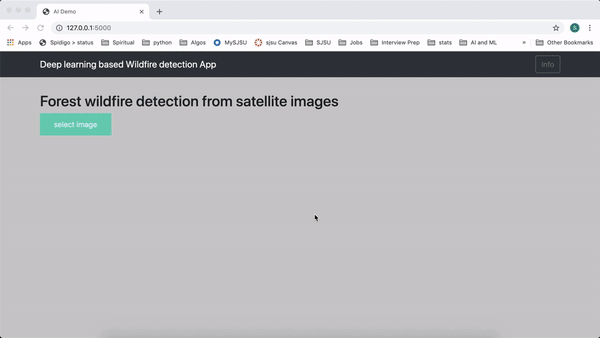 AI Demo
127.0.0.1:5000
S
Apps Spidigo > status Spiritual python Algos MySJSU sjsu Canvas SJSU Jobs Interview Prep stats AI and ML » Other Bookmarks
Deep learning based Wildfire detection App Info
Forest wildfire detection from satellite images
select image